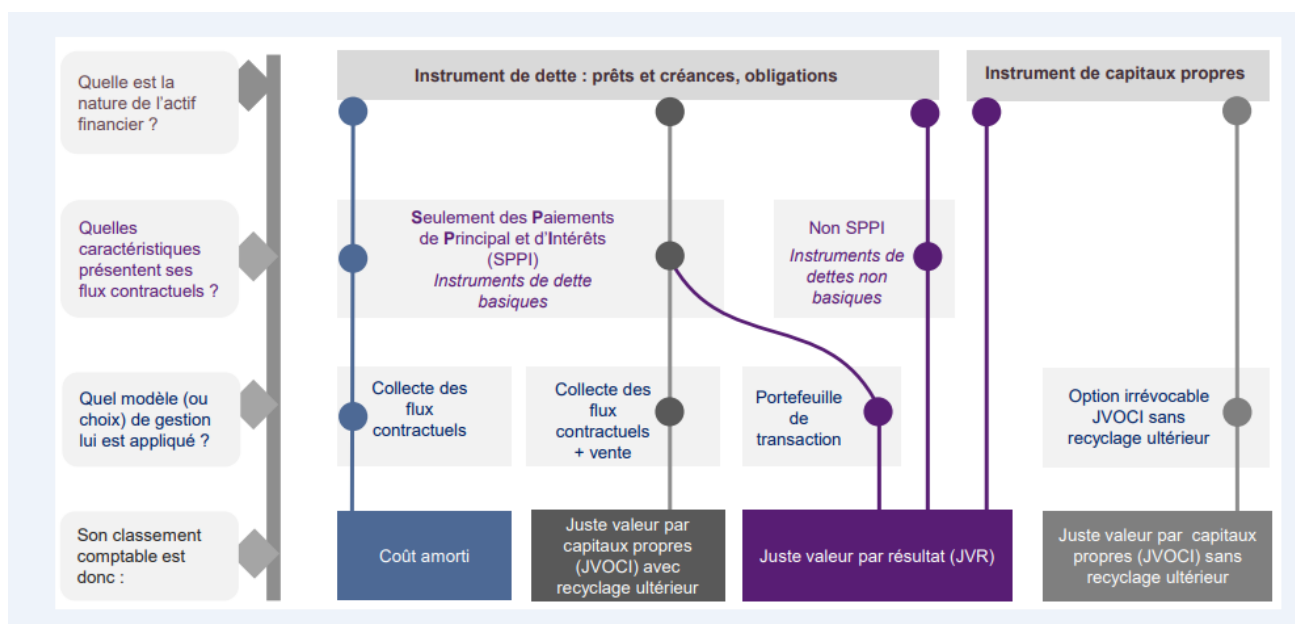 Quelle est la
nature de l'actif
financier ?
Instrument de dette : prêts et créances, obligations
Instrument de capitaux propres
Quelles
caractéristiques
présentent ses
flux contractuels ?
Seulement des Paiements
de Principal et d'Intérêts
(SPPI)
Instruments de dette
basiques
Non SPPI
Instruments de
dettes non
basiques
Quel modèle (ou
choix) de gestion
lui est appliqué ?
Collecte des
flux
contractuels
Collecte des
flux
contractuels
+ vente
Portefeuille
de
transaction
Option irrévocable
JVOCI sans
recyclage ultérieur
Son classement
comptable est
donc :
Coût amorti
Juste valeur par
capitaux propres
(JVOCI) avec
recyclage ultérieur
Juste valeur par résultat (JVR)
Juste valeur par capitaux
propres (JVOCI) sans
recyclage ultérieur